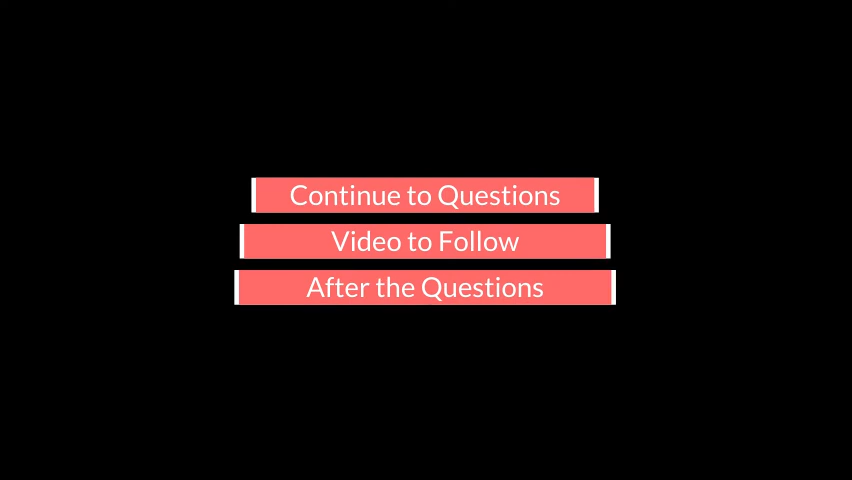 Continue to Questions
Video to Follow
After the Questions